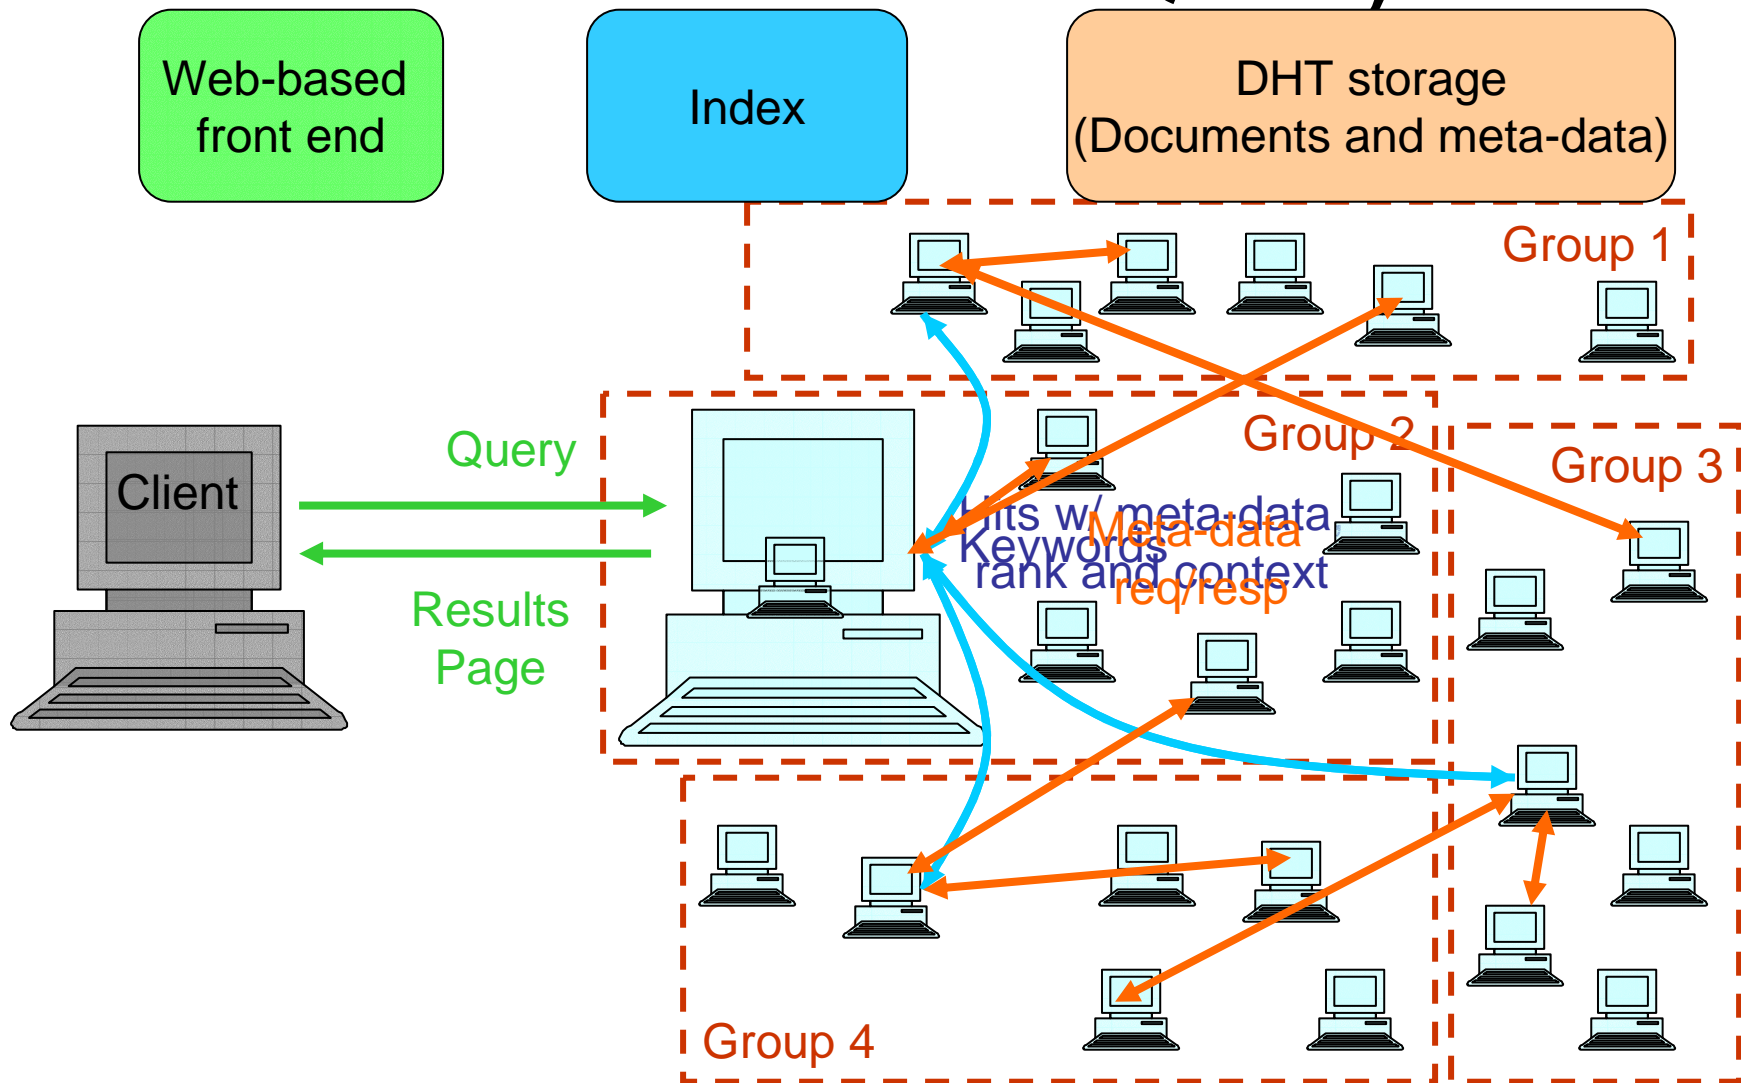 Web-based
front end
Index
DHT storage
(Documents and meta-data)
Group 1
Group 2
Group 3
Query
Client
Hits w/ meta-data,
rank and context
Keywords
Meta-data
req/resp
Results
Page
Group 4